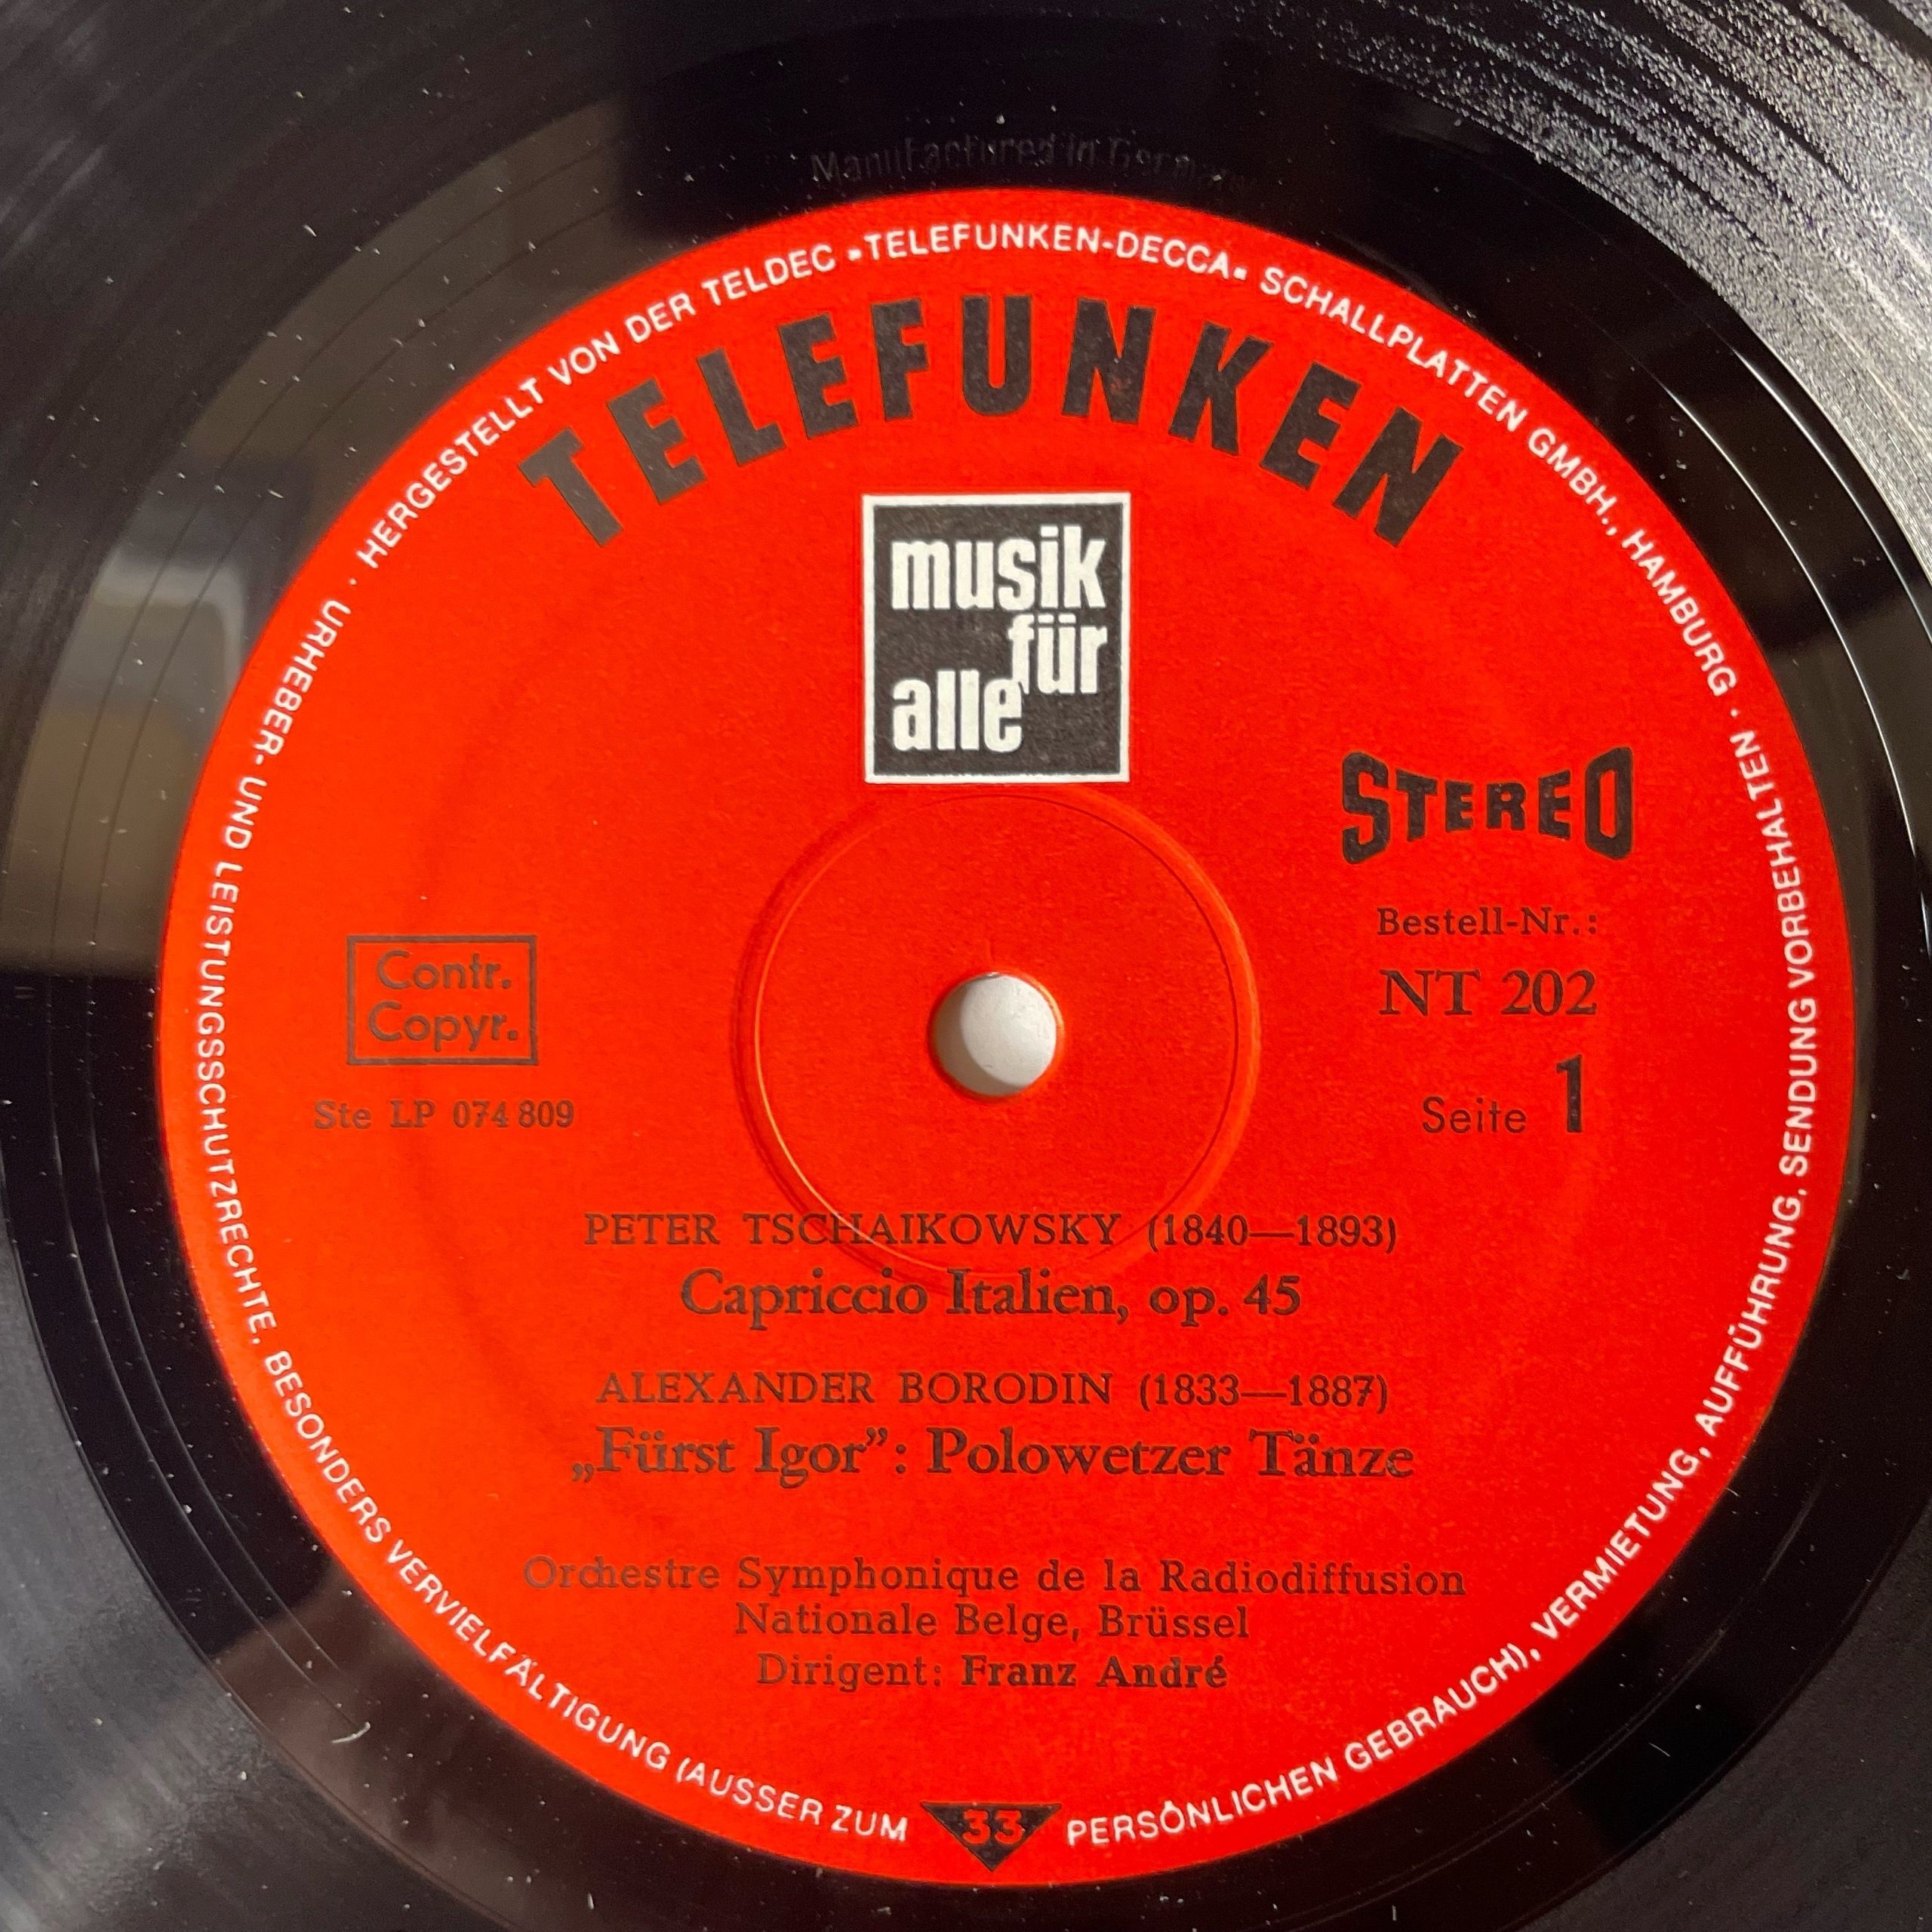 Manufactured in Germany
HERGESTELLT VON DER TELDEC •TELEFUNKEN-DECCA• SCHALLPLATTEN GMBH., HAMBURG ·
URHEBER- UND LEISTUNGSSCHUTZRECHTE, BESONDERS VERVIELFÄLTIGUNG (AUSSER ZUM PERSÖNLICHEN GEBRAUCH), VERMIETUNG, AUFFÜHRUNG, SENDUNG VORBEHALTEN ·
TELEFUNKEN
musik
für
alle
STEREO
Bestell-Nr.:
NT 202
Seite 1
Contr.
Copyr.
Ste LP 074 809
PETER TSCHAIKOWSKY (1840—1893)
Capriccio Italien, op. 45
ALEXANDER BORODIN (1833—1887)
„Fürst Igor”: Polowetzer Tänze
Orchestre Symphonique de la Radiodiffusion
Nationale Belge, Brüssel
Dirigent: Franz André
33